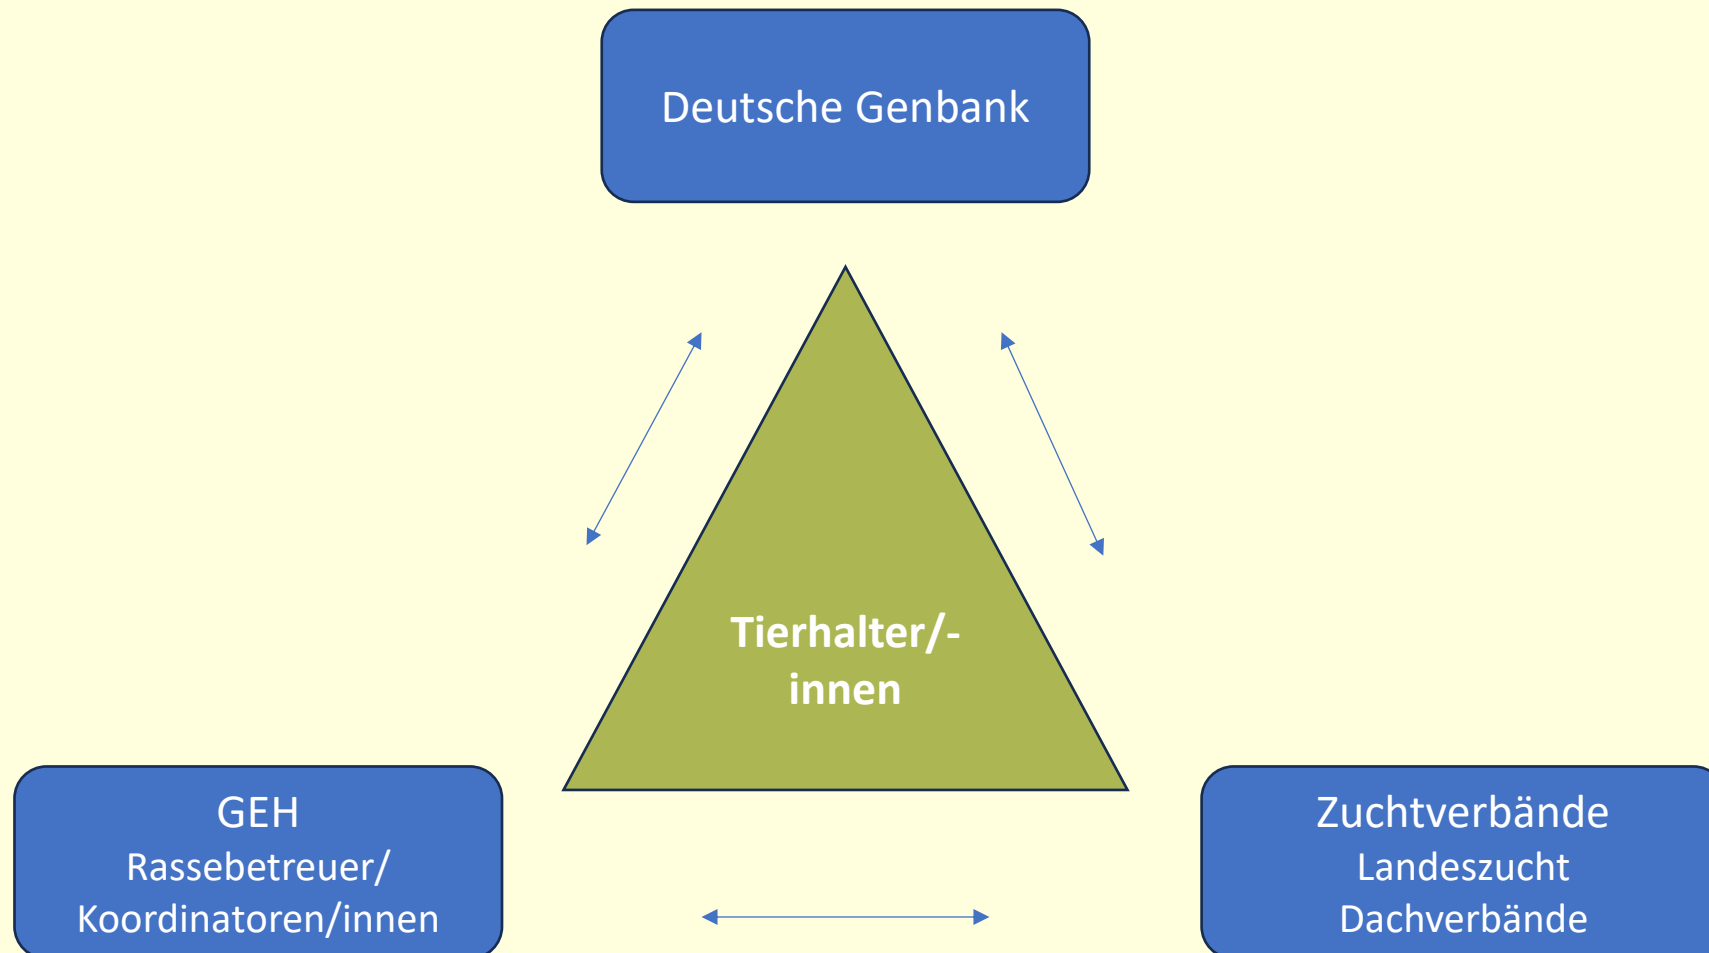 Deutsche Genbank
Tierhalter/-
innen
GEH
Rassebetreuer/
Koordinatoren/innen
Zuchtverbände
Landeszucht
Dachverbände